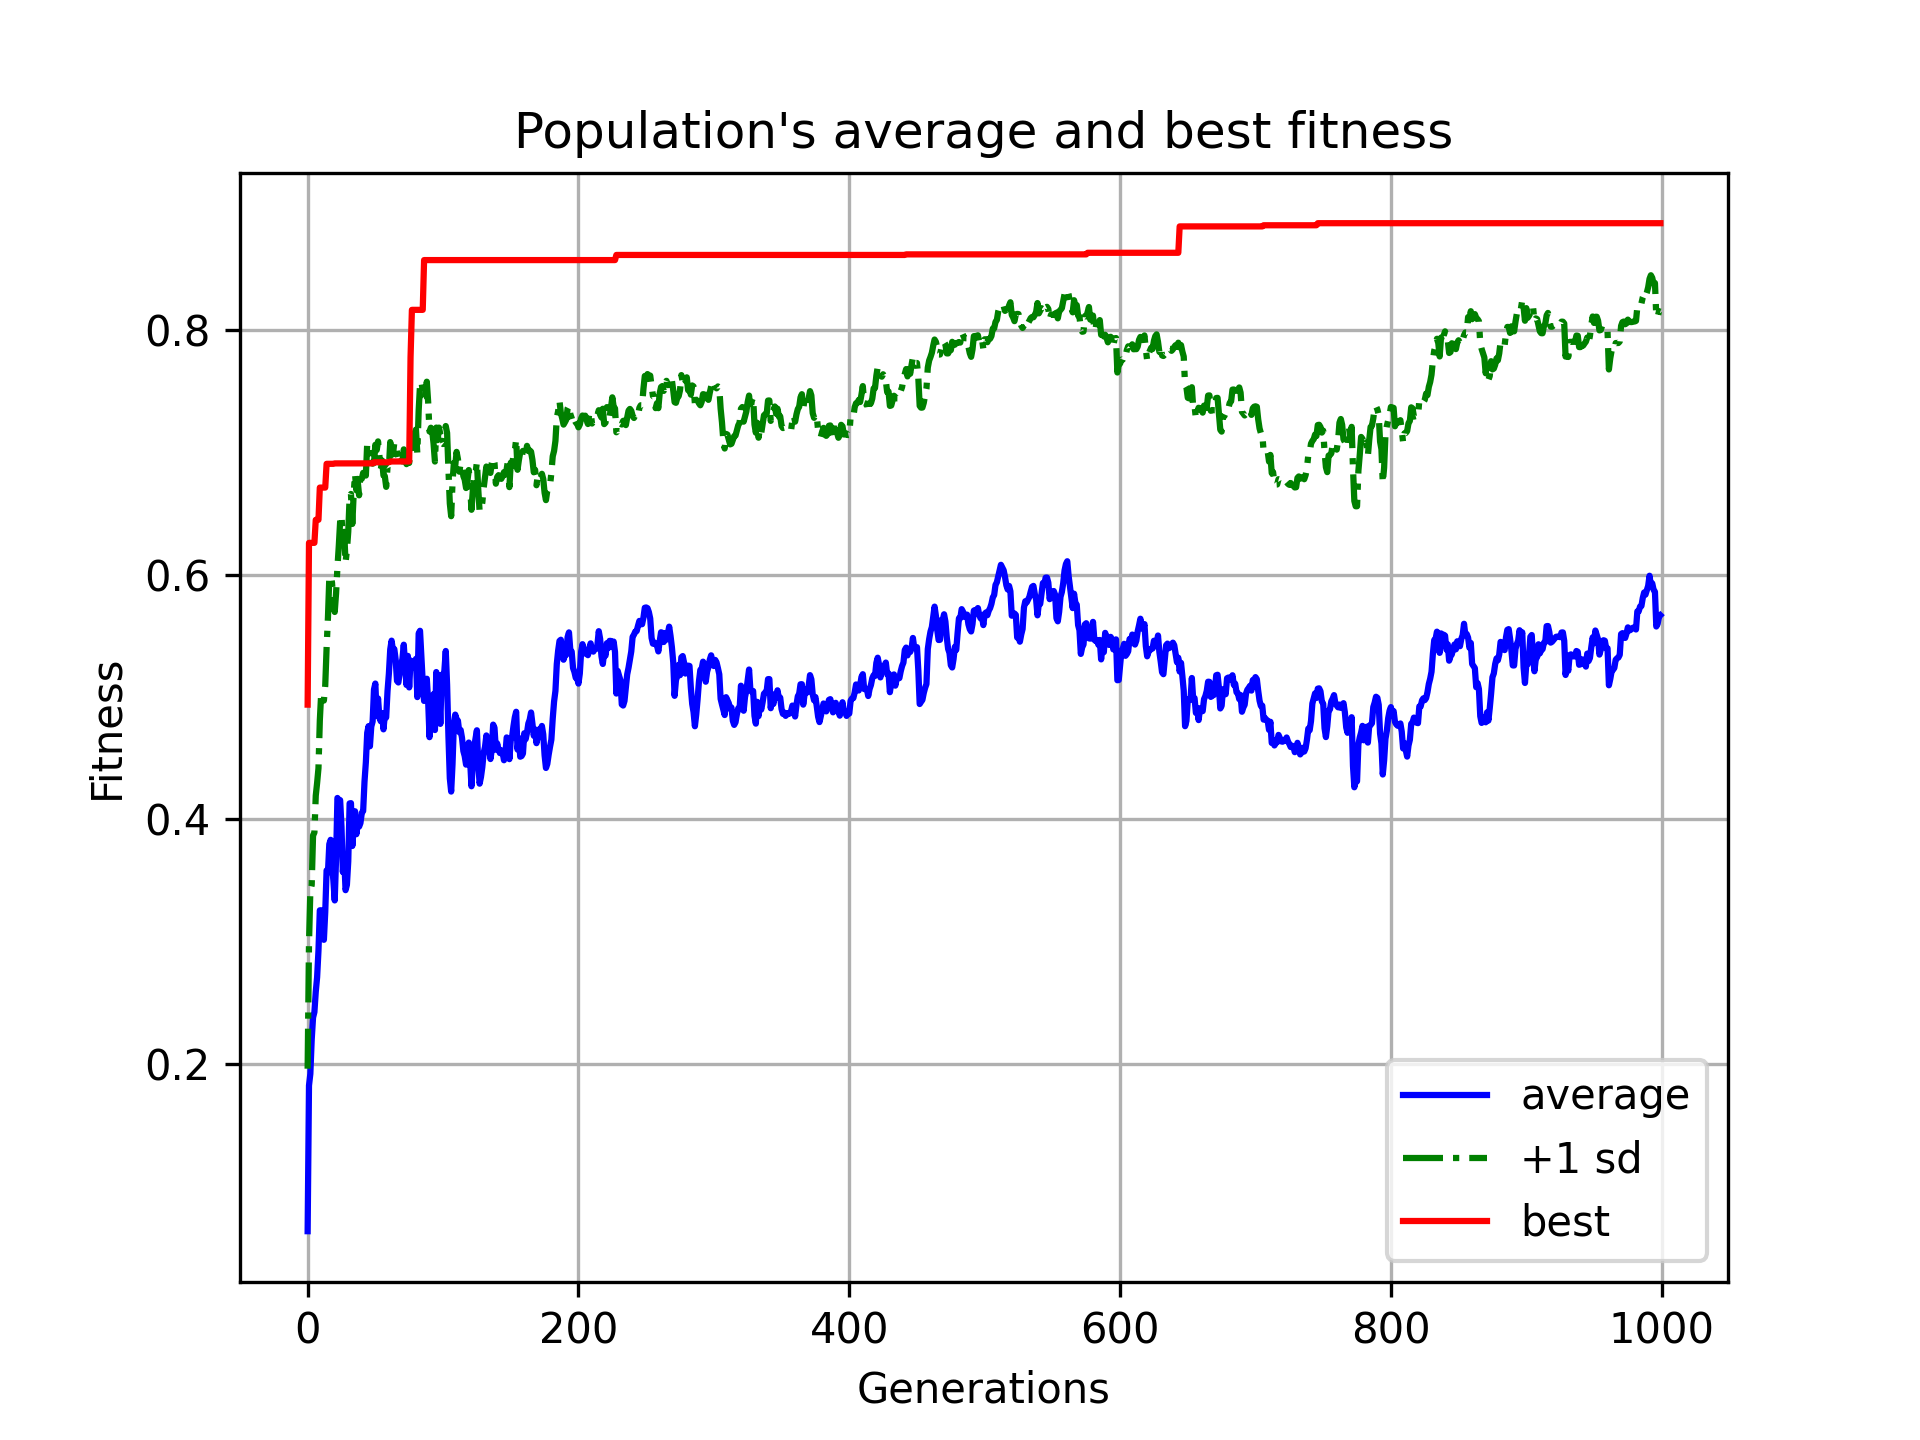 Population's average and best fitness
Fitness
0.8
0.6
0.4
0.2
0 200 400 600 800 1000
Generations
average
+1 sd
best